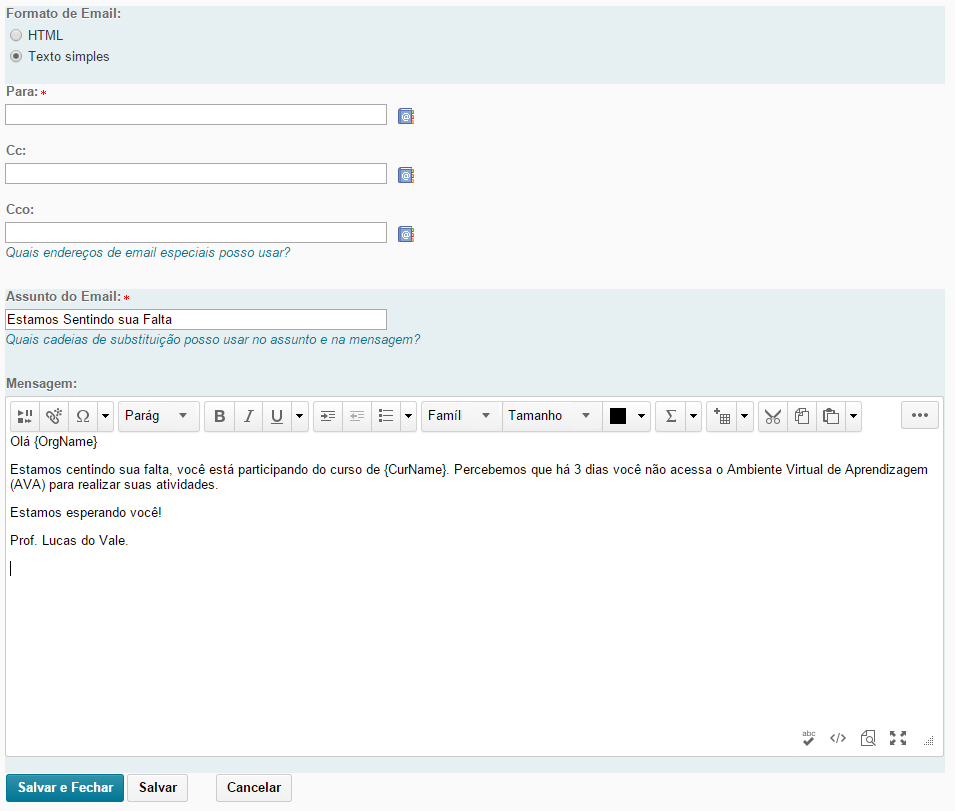 Formato de Email:
HTML
Texto simples
Para: *
Cc:
Cco:
Quais endereços de email especiais posso usar?
Assunto do Email: *
Estamos Sentindo sua Falta
Quais cadeias de substituição posso usar no assunto e na mensagem?
Mensagem:
Ω Parág B I U Famíl Tamanho Σ
Olá {OrgName}
Estamos centindo sua falta, você está participando do curso de {CurName}. Percebemos que há 3 dias você não acessa o Ambiente Virtual de Aprendizagem
(AVA) para realizar suas atividades.
Estamos esperando você!
Prof. Lucas do Vale.
abc </>
Salvar e Fechar Salvar Cancelar